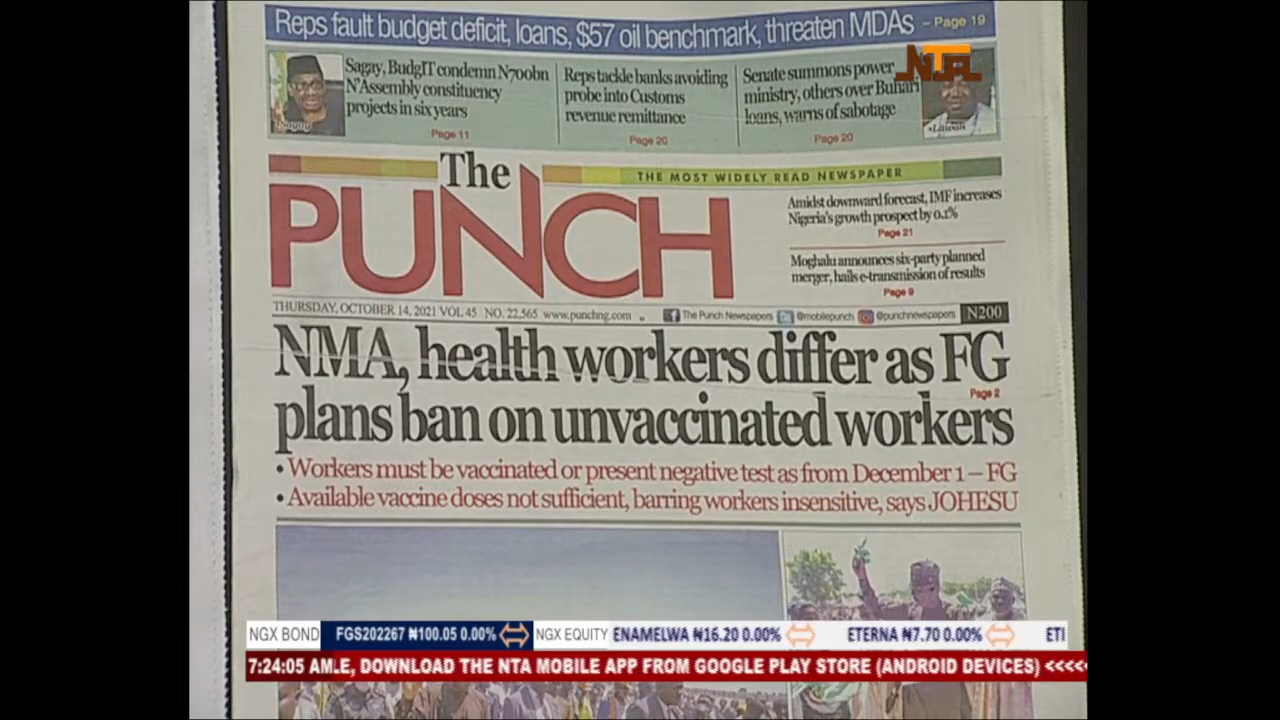 Reps fault budget deficit, loans, $57 oil benchmark, threaten MDAs – Page 19
NTA
Sagay, BudgIT condemn N700bn
N'Assembly constituency
projects in six years
Page 11
•Sagay
Reps tackle banks avoiding
probe into Customs
revenue remittance
Page 20
Senate summons power
ministry, others over Buhari
loans, warns of sabotage
Page 20
•Lawan
The
PUNCH
THE MOST WIDELY READ NEWSPAPER
Amidst downward forecast, IMF increases
Nigeria's growth prospect by 0.1%
Page 21
Moghalu announces six-party planned
merger, hails e-transmission of results
Page 9
THURSDAY, OCTOBER 14, 2021 VOL 45 NO. 22,565 www.punchng.com The Punch Newspapers @mobilepunch @punchnewspapers N200
NMA, health workers differ as FG
Page 2
plans ban on unvaccinated workers
• Workers must be vaccinated or present negative test as from December 1 – FG
• Available vaccine doses not sufficient, barring workers insensitive, says JOHESU
NGX BOND FGS202267 ₦100.05 0.00% NGX EQUITY ENAMELWA ₦16.20 0.00% ETERNA ₦7.70 0.00% ETI
7:24:05 AM .E, DOWNLOAD THE NTA MOBILE APP FROM GOOGLE PLAY STORE (ANDROID DEVICES) <<<<<